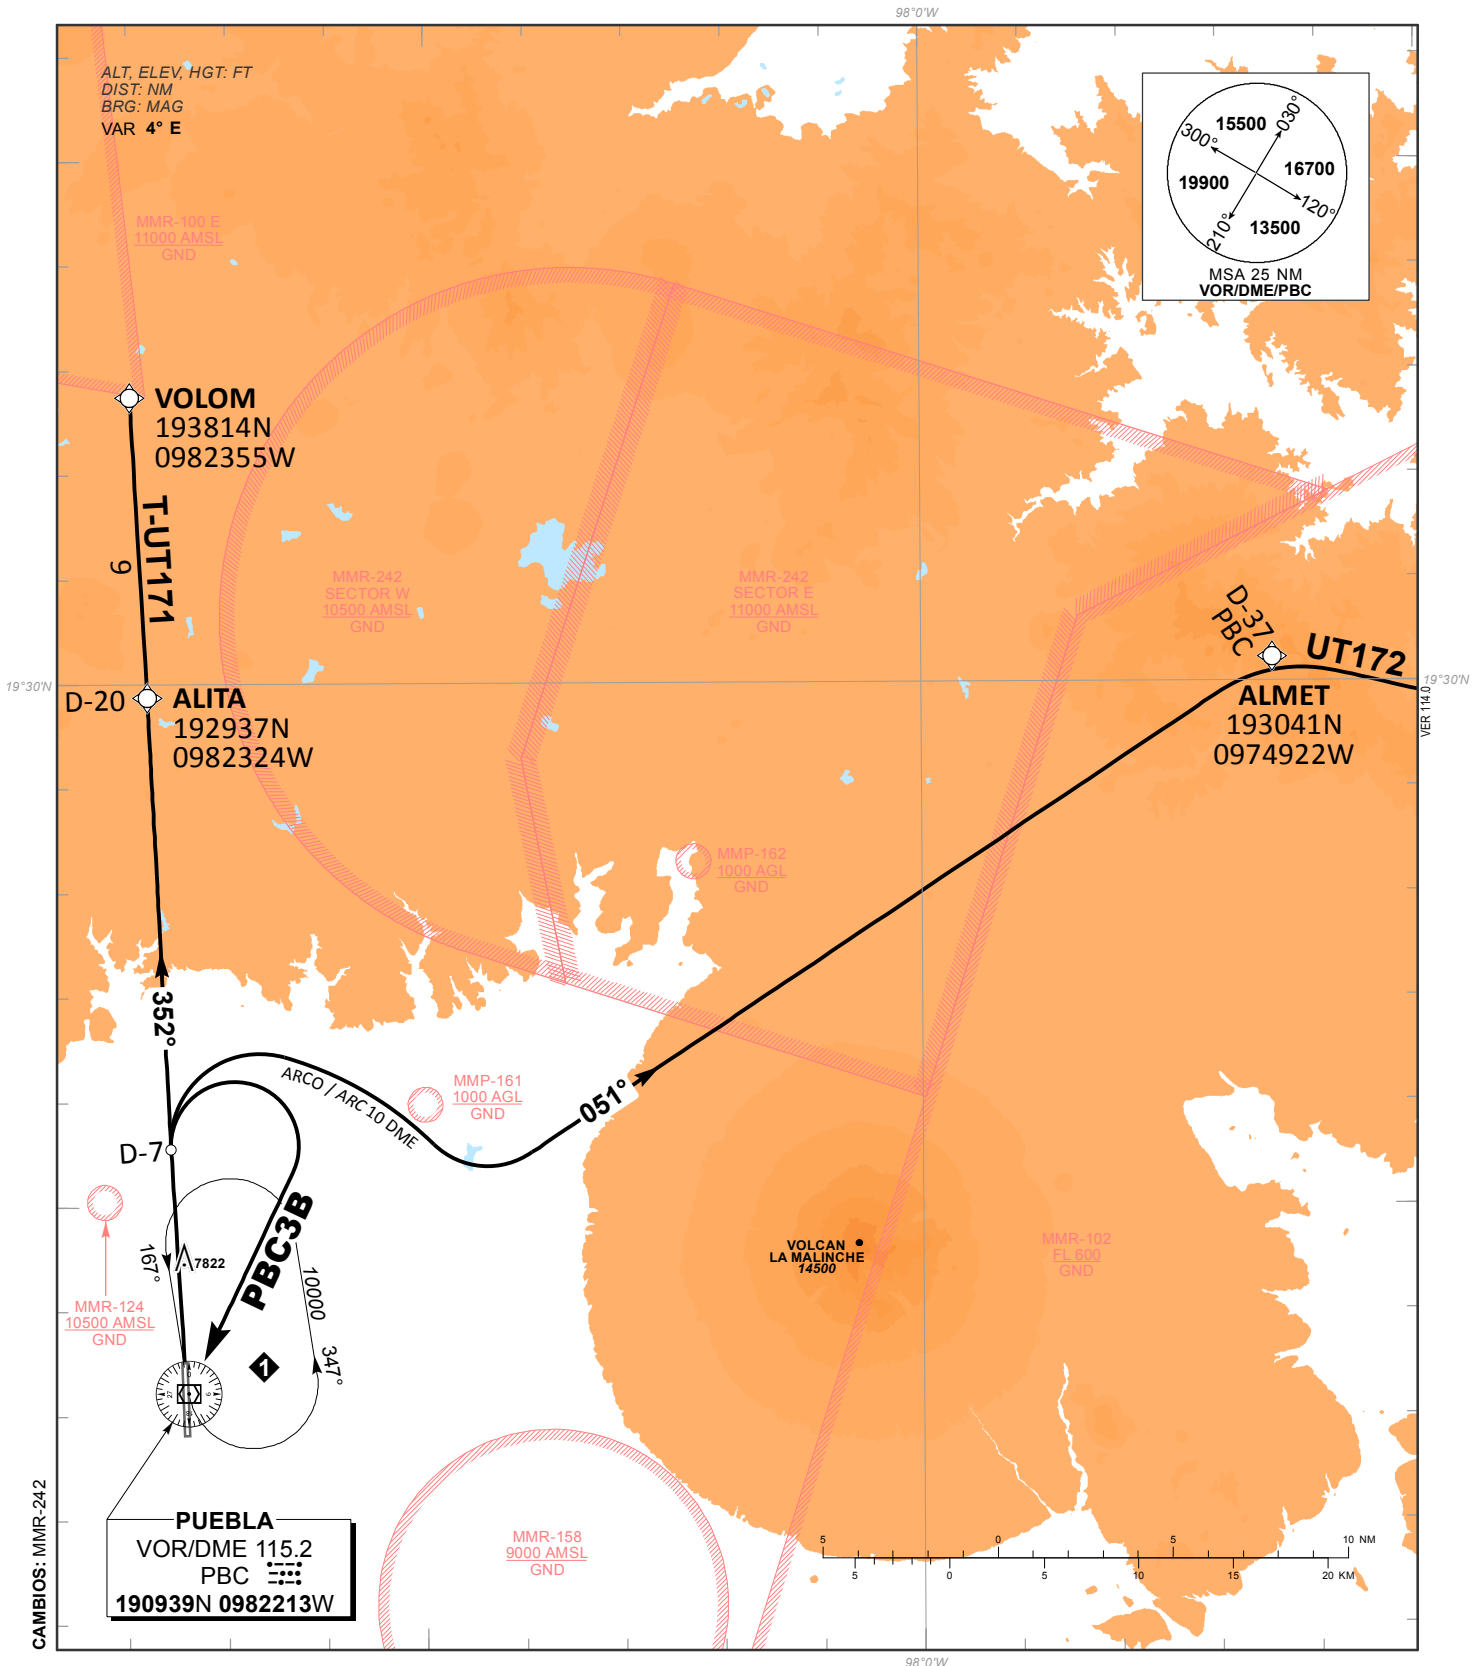 98°0'W
ALT, ELEV, HGT: FT
DIST: NM
BRG: MAG
VAR 4° E
15500
030°
300°
16700
19900
120°
210°
13500
MSA 25 NM
VOR/DME/PBC
MMR-100 E
11000 AMSL
GND
VOLOM
193814N
0982355W
T-UT171
9
MMR-242
SECTOR W
10500 AMSL
GND
MMR-242
SECTOR E
11000 AMSL
GND
D-37
PBC
UT172
19°30'N
19°30'N
D-20
ALITA
192937N
0982324W
ALMET
193041N
0974922W
VER 114.0
MMP-162
1000 AGL
GND
352°
ARCO / ARC 10 DME
MMP-161
1000 AGL
GND
051°
D-7
PBC3B
167°
7822
10000
347°
1
MMR-124
10500 AMSL
GND
VOLCAN
LA MALINCHE
14500
MMR-102
FL 600
GND
PUEBLA
VOR/DME 115.2
PBC
190939N 0982213W
MMR-158
9000 AMSL
GND
5 0 5 10 NM
5 0 5 10 15 20 KM
CAMBIOS: MMR-242
98°0'W